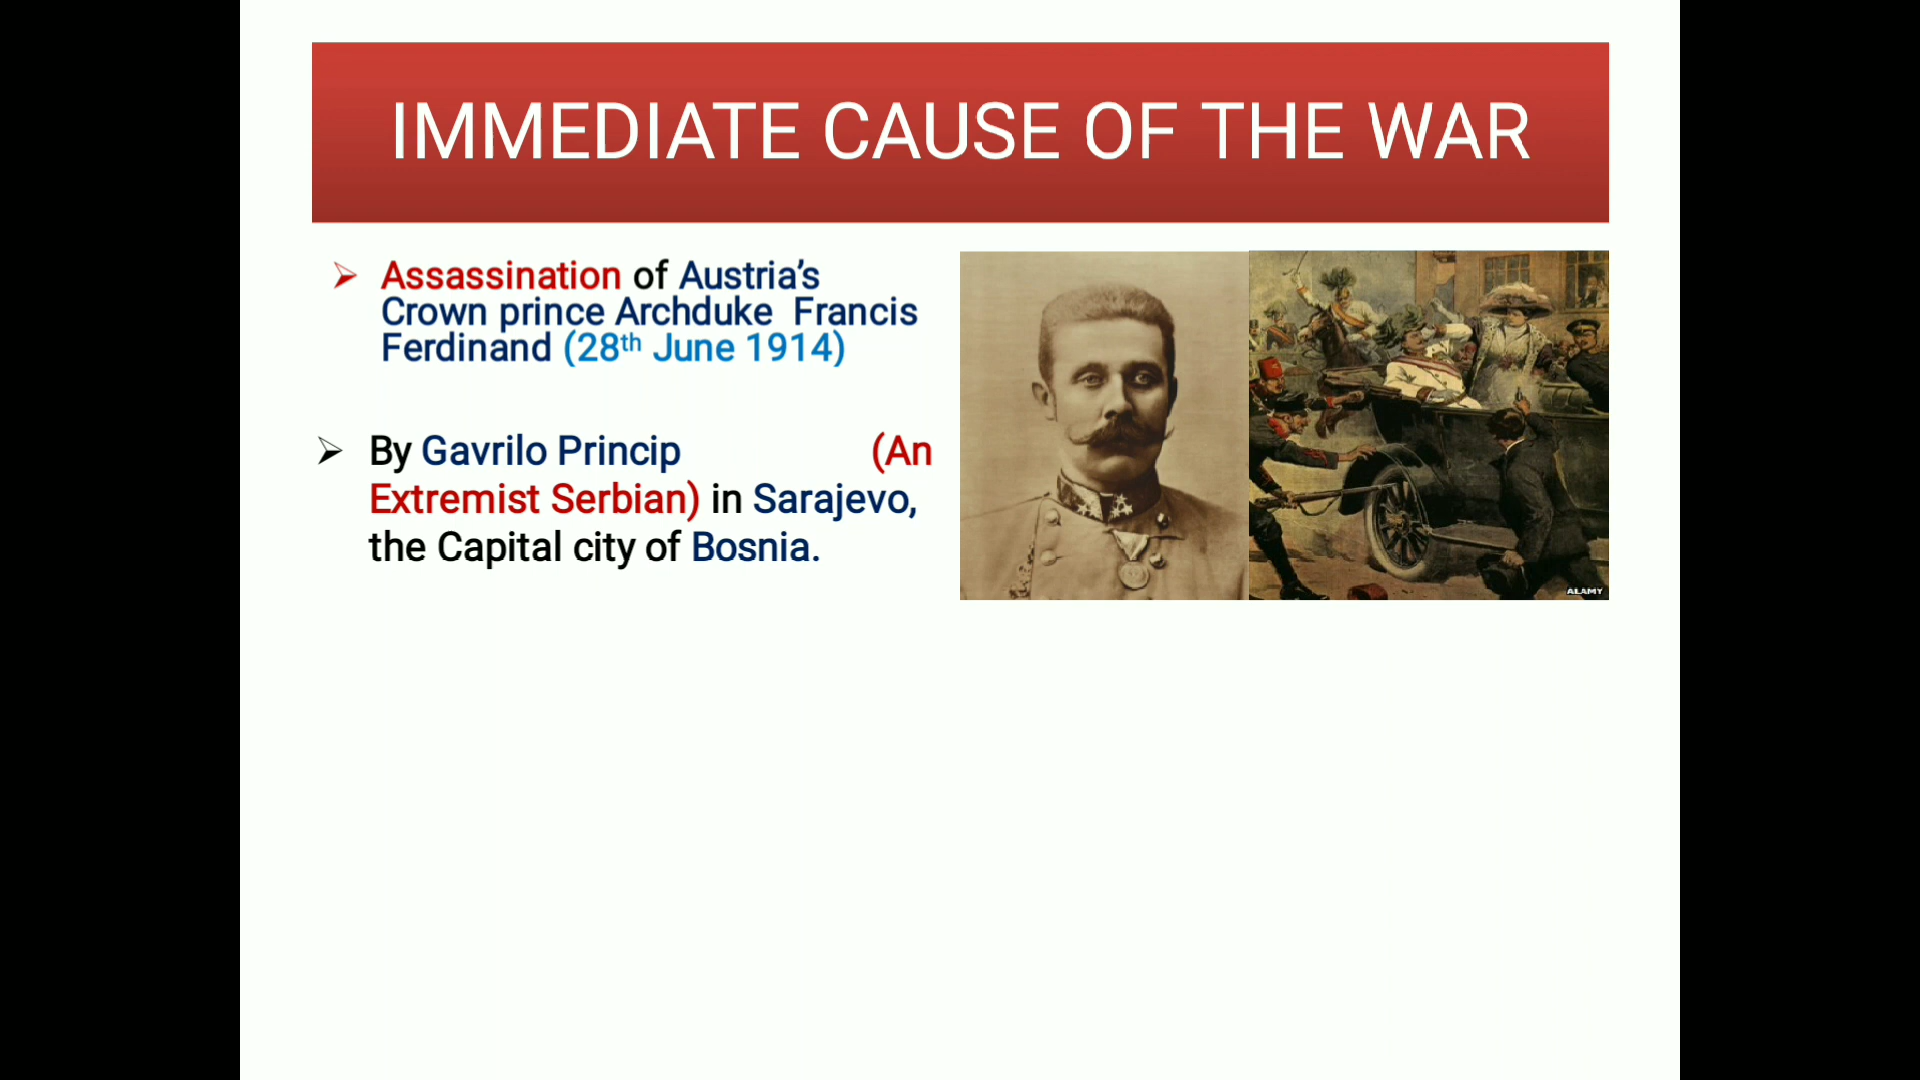 IMMEDIATE CAUSE OF THE WAR
Assassination of Austria’s
Crown prince Archduke Francis
Ferdinand (28th June 1914)
By Gavrilo Princip (An
Extremist Serbian) in Sarajevo,
the Capital city of Bosnia.
ALAMY